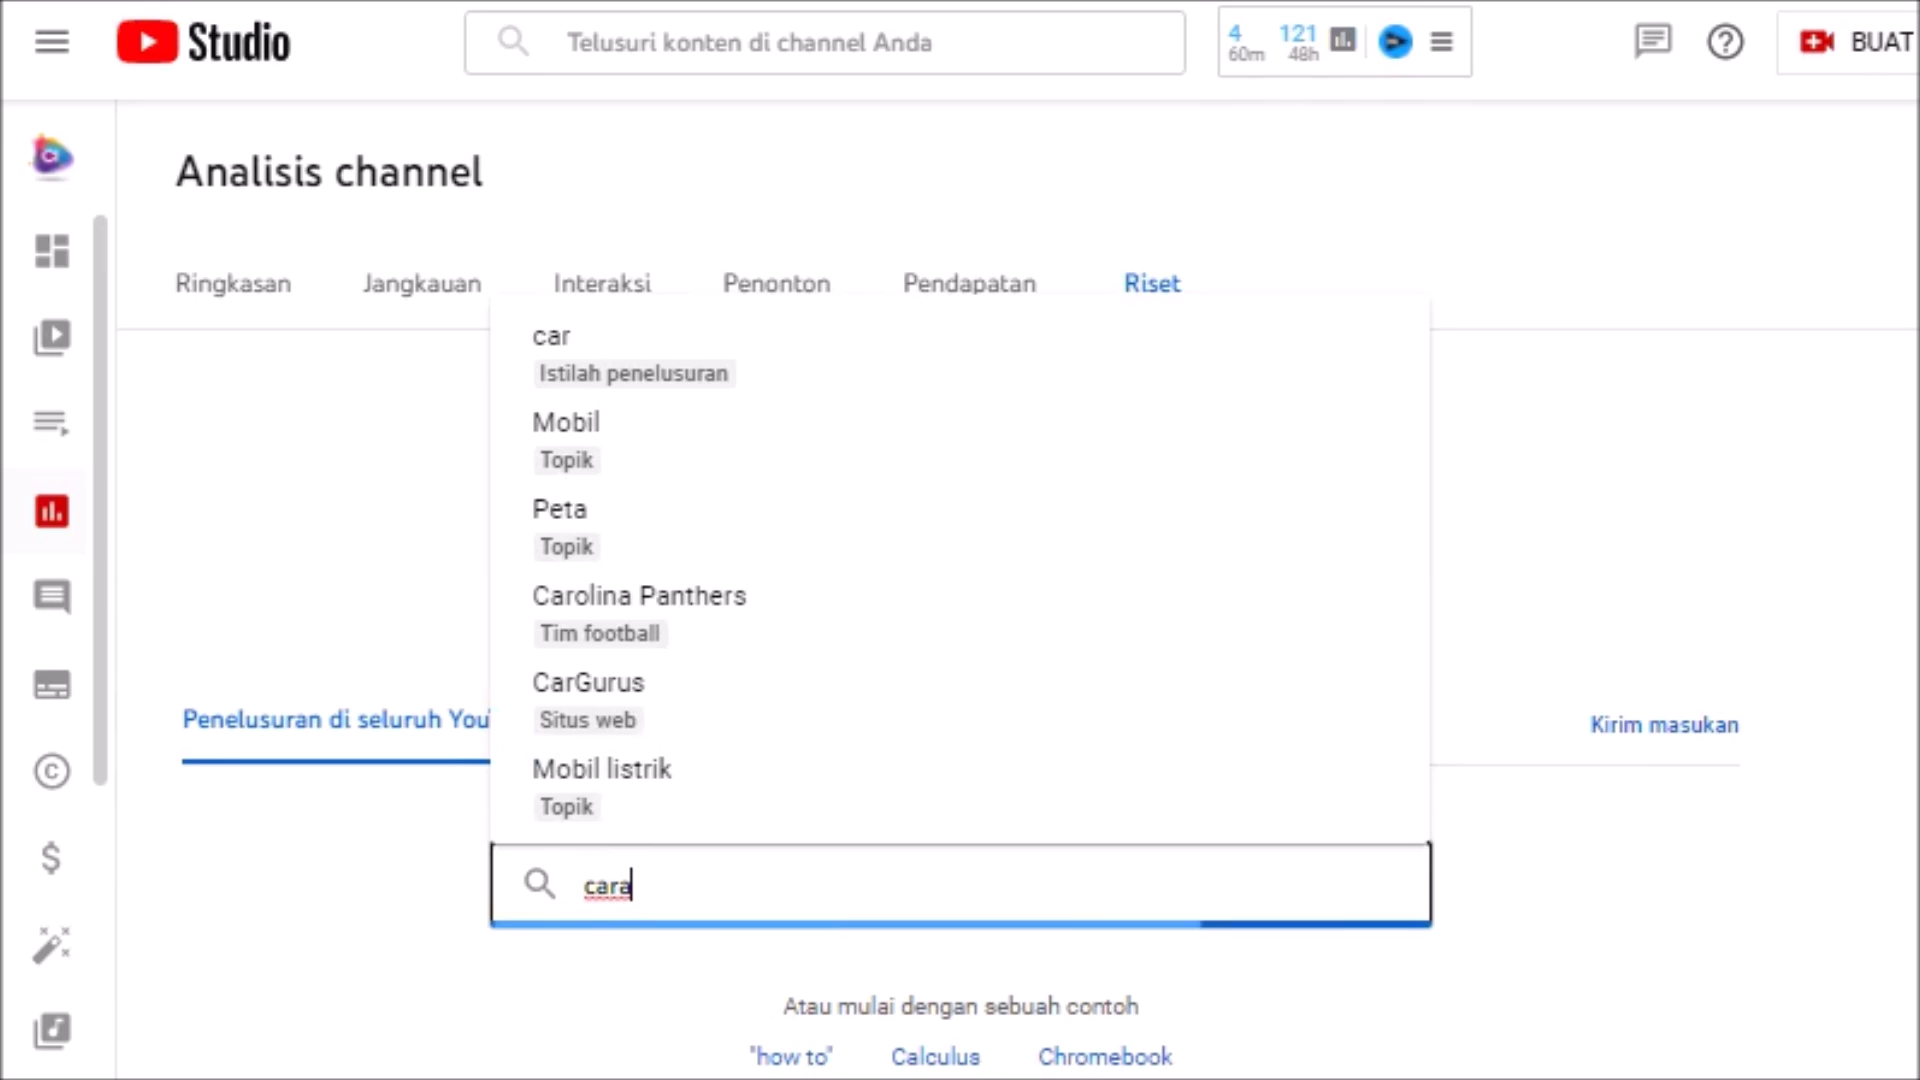 Studio
Telusuri konten di channel Anda
4 121
60m 48h
BUAT
Analisis channel
Ringkasan Jangkauan Interaksi Penonton Pendapatan Riset
car
Istilah penelusuran
Mobil
Topik
Peta
Topik
Carolina Panthers
Tim football
CarGurus
Situs web
Mobil listrik
Topik
Penelusuran di seluruh You
Kirim masukan
cara
Atau mulai dengan sebuah contoh
"how to" Calculus Chromebook